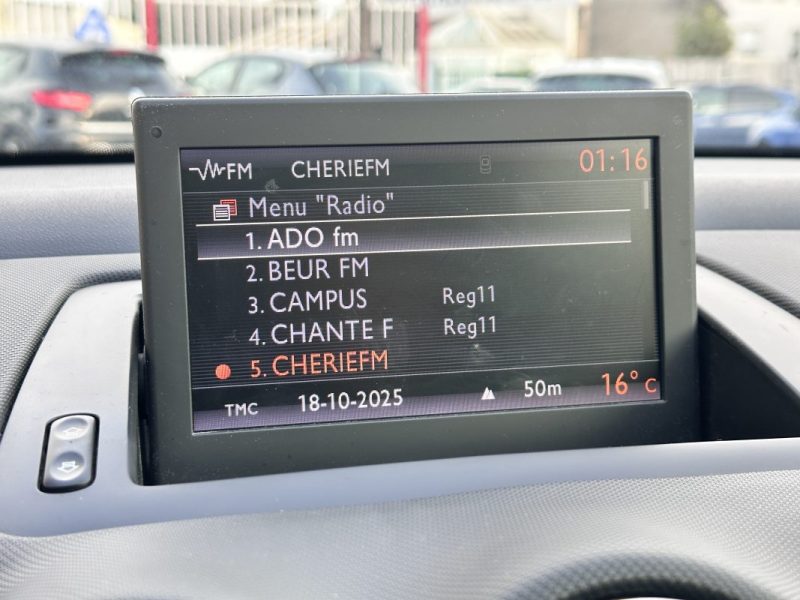 FM CHERIEFM 01:16
Menu "Radio"
1. ADO fm
2. BEUR FM
3. CAMPUS Reg11
4. CHANTE F Reg11
5. CHERIEFM
TMC 18-10-2025 50m 16° C